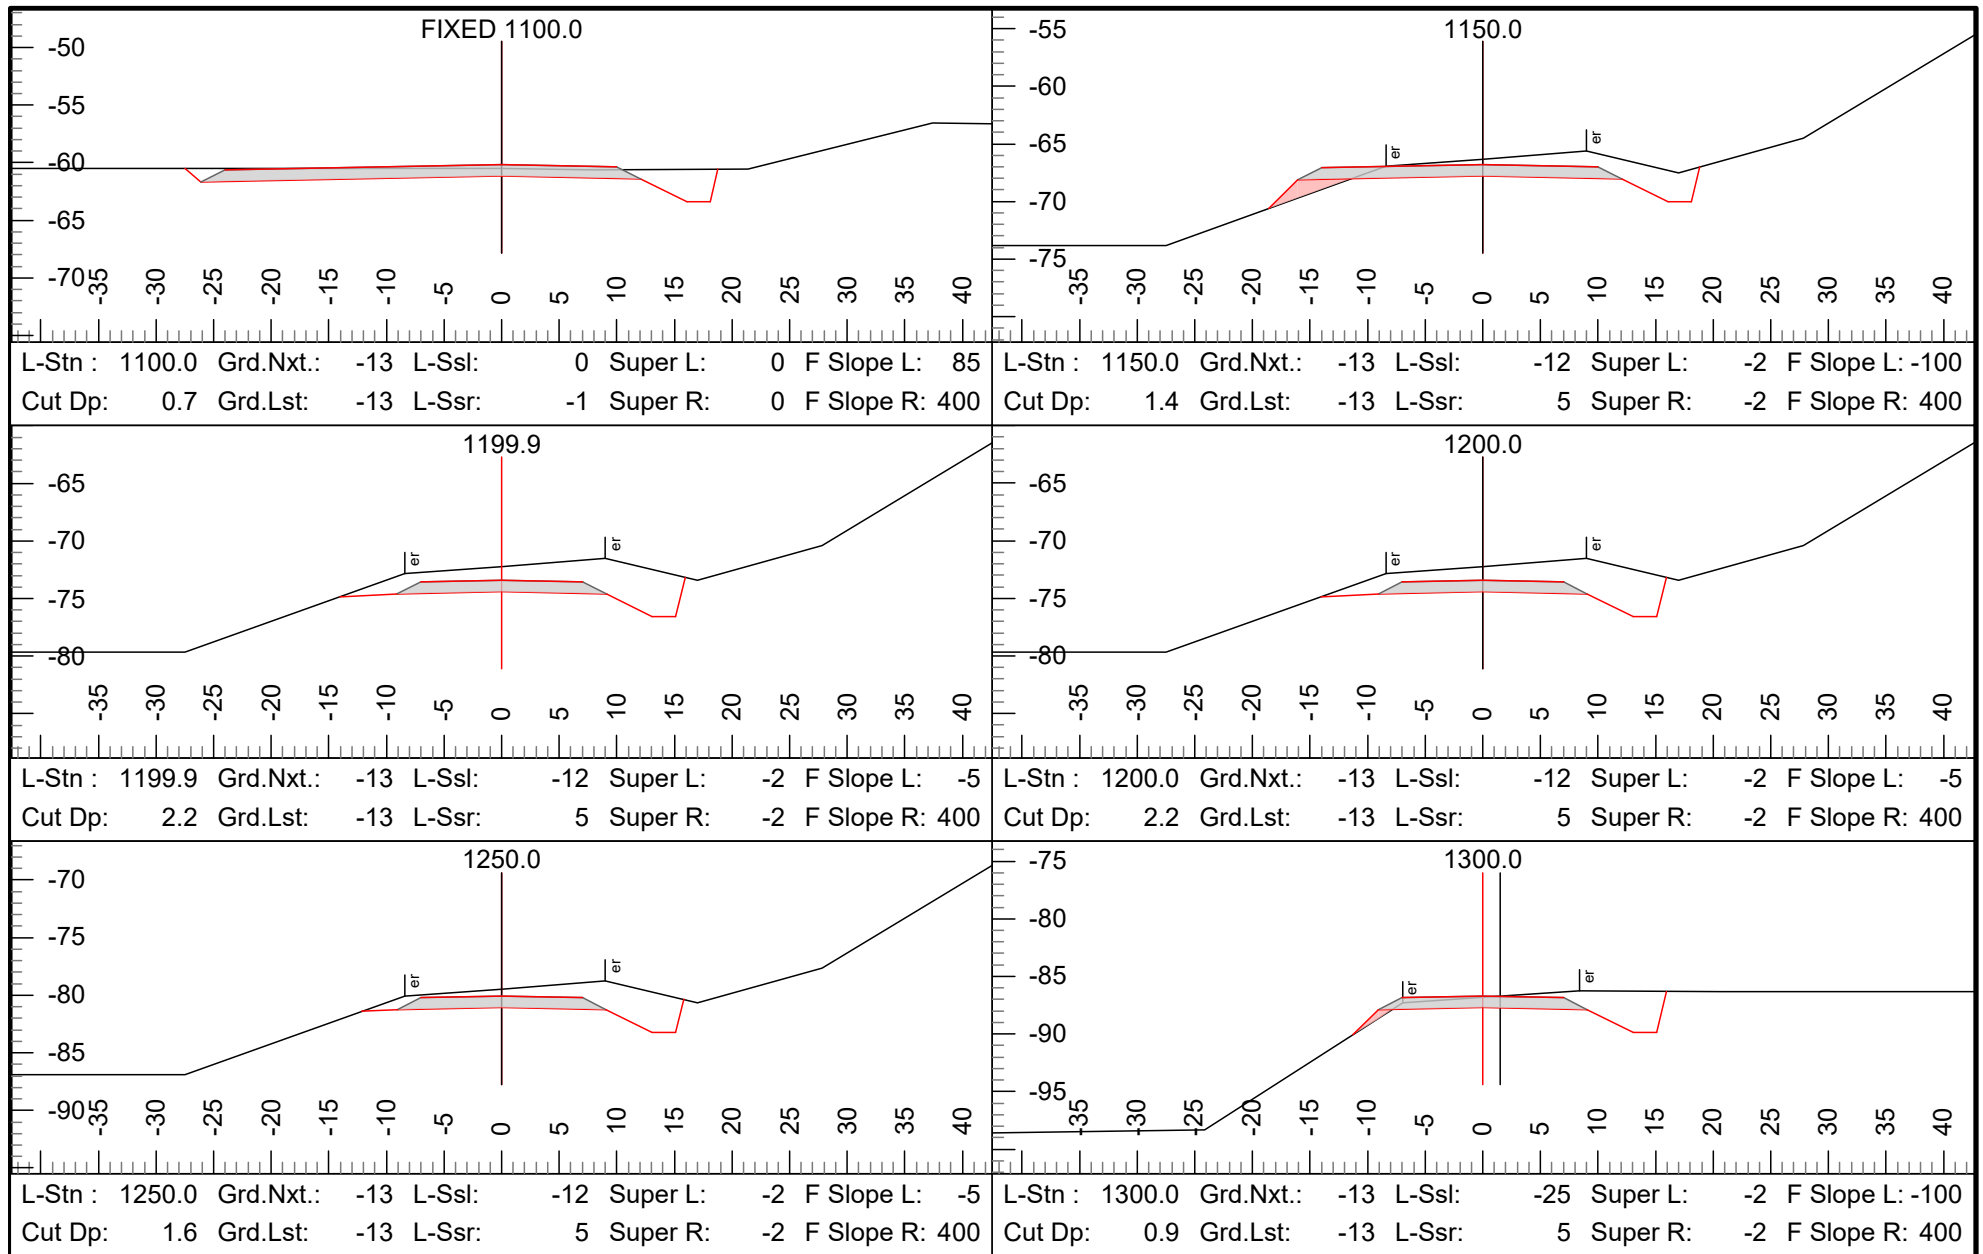 FIXED 1100.0
-50
-55
-60
-65
-70
-35 -30 -25 -20 -15 -10 -5 0 5 10 15 20 25 30 35 40
L-Stn : 1100.0 Grd.Nxt.: -13 L-Ssl: 0 Super L: 0 F Slope L: 85
Cut Dp: 0.7 Grd.Lst: -13 L-Ssr: -1 Super R: 0 F Slope R: 400
1150.0
-55
-60
-65
-70
-75
er er
-35 -30 -25 -20 -15 -10 -5 0 5 10 15 20 25 30 35 40
L-Stn : 1150.0 Grd.Nxt.: -13 L-Ssl: -12 Super L: -2 F Slope L: -100
Cut Dp: 1.4 Grd.Lst: -13 L-Ssr: 5 Super R: -2 F Slope R: 400
1199.9
-65
-70
-75
-80
er er
-35 -30 -25 -20 -15 -10 -5 0 5 10 15 20 25 30 35 40
L-Stn : 1199.9 Grd.Nxt.: -13 L-Ssl: -12 Super L: -2 F Slope L: -5
Cut Dp: 2.2 Grd.Lst: -13 L-Ssr: 5 Super R: -2 F Slope R: 400
1200.0
-65
-70
-75
-80
er er
-35 -30 -25 -20 -15 -10 -5 0 5 10 15 20 25 30 35 40
L-Stn : 1200.0 Grd.Nxt.: -13 L-Ssl: -12 Super L: -2 F Slope L: -5
Cut Dp: 2.2 Grd.Lst: -13 L-Ssr: 5 Super R: -2 F Slope R: 400
1250.0
-70
-75
-80
-85
-90
er er
-35 -30 -25 -20 -15 -10 -5 0 5 10 15 20 25 30 35 40
L-Stn : 1250.0 Grd.Nxt.: -13 L-Ssl: -12 Super L: -2 F Slope L: -5
Cut Dp: 1.6 Grd.Lst: -13 L-Ssr: 5 Super R: -2 F Slope R: 400
1300.0
-75
-80
-85
-90
-95
er er
-35 -30 -25 -20 -15 -10 -5 0 5 10 15 20 25 30 35 40
L-Stn : 1300.0 Grd.Nxt.: -13 L-Ssl: -25 Super L: -2 F Slope L: -100
Cut Dp: 0.9 Grd.Lst: -13 L-Ssr: 5 Super R: -2 F Slope R: 400